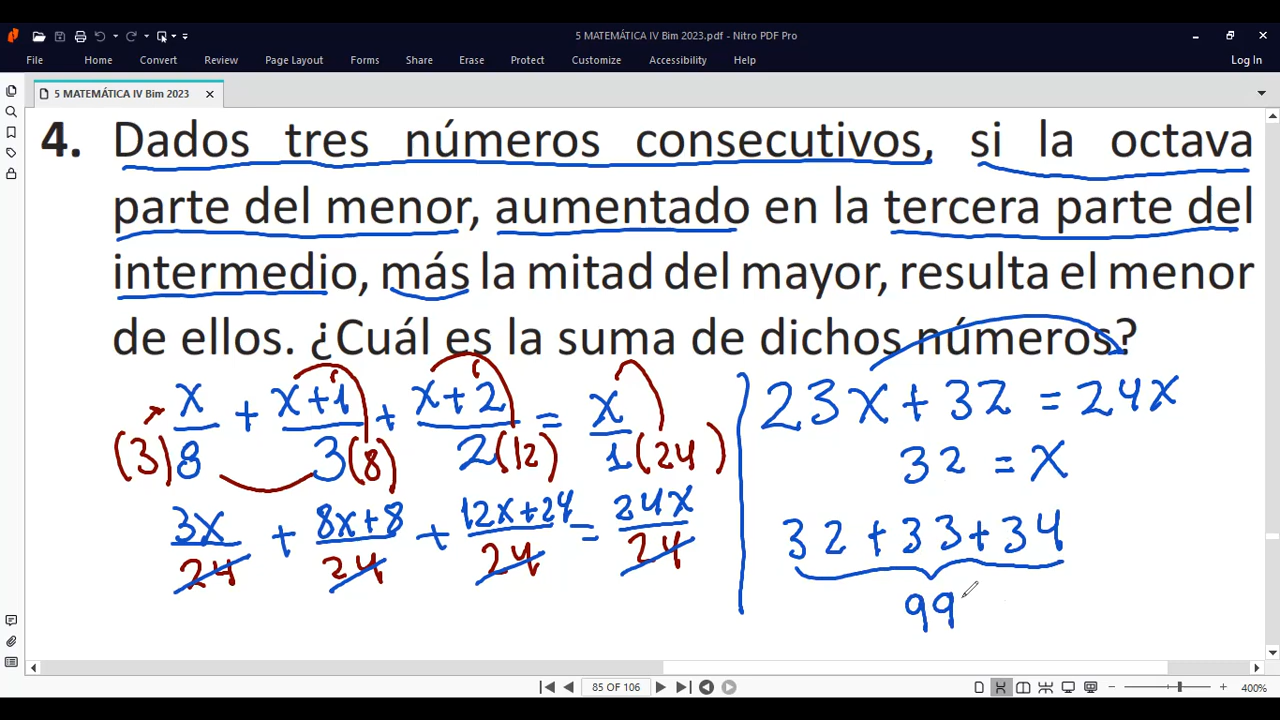 5 MATEMÁTICA IV Bim 2023.pdf - Nitro PDF Pro
File Home Convert Review Page Layout Forms Share Erase Protect Customize Accessibility Help Log In
5 MATEMÁTICA IV Bim 2023
4. Dados tres números consecutivos, si la octava
parte del menor, aumentado en la tercera parte del
intermedio, más la mitad del mayor, resulta el menor
de ellos. ¿Cuál es la suma de dichos números?
x/(3)8 + x+1/3(8) + x+2/2(12) = x/1(24)
3x/24 + 8x+8/24 + 12x+24/24 = 24x/24
23x + 32 = 24x
32 = x
32 + 33 + 34
99
85 OF 106
400%